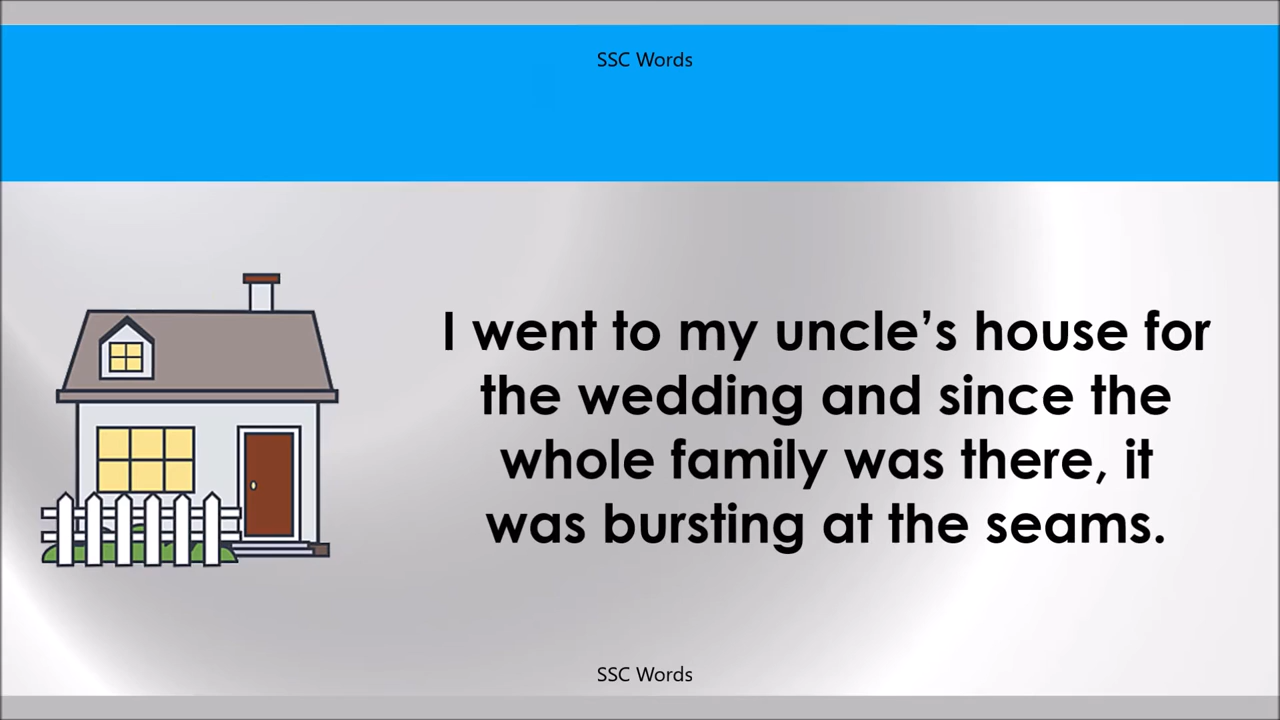 SSC Words
I went to my uncle’s house for
the wedding and since the
whole family was there, it
was bursting at the seams.
SSC Words